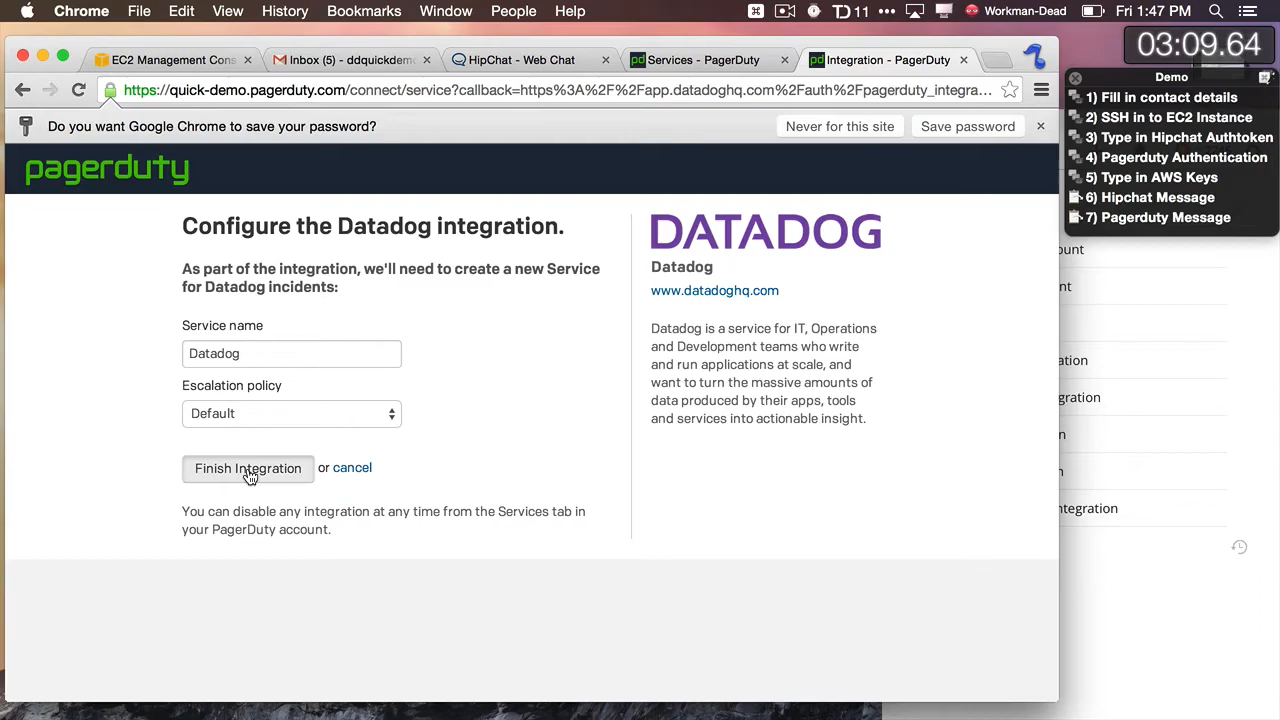 Chrome File Edit View History Bookmarks Window People Help
11 Workman-Dead Fri 1:47 PM
03:09.64
EC2 Management Cons
Inbox (5) - ddquickdem
HipChat - Web Chat
pd Services - PagerDuty
pd Integration - PagerDuty
https://quick-demo.pagerduty.com/connect/service?callback=https%3A%2F%2Fapp.datadoghq.com%2Fauth%2Fpagerduty_integra...
Do you want Google Chrome to save your password?
Never for this site
Save password
Demo
1) Fill in contact details
2) SSH in to EC2 Instance
3) Type in Hipchat Authtoken
4) Pagerduty Authentication
5) Type in AWS Keys
6) Hipchat Message
7) Pagerduty Message
pagerduty
Configure the Datadog integration.
As part of the integration, we'll need to create a new Service
for Datadog incidents:
Service name
Datadog
Escalation policy
Default
Finish Integration or cancel
You can disable any integration at any time from the Services tab in
your PagerDuty account.
DATADOG
Datadog
www.datadoghq.com
Datadog is a service for IT, Operations
and Development teams who write
and run applications at scale, and
want to turn the massive amounts of
data produced by their apps, tools
and services into actionable insight.
ount
nt
ation
gration
n
n
ntegration